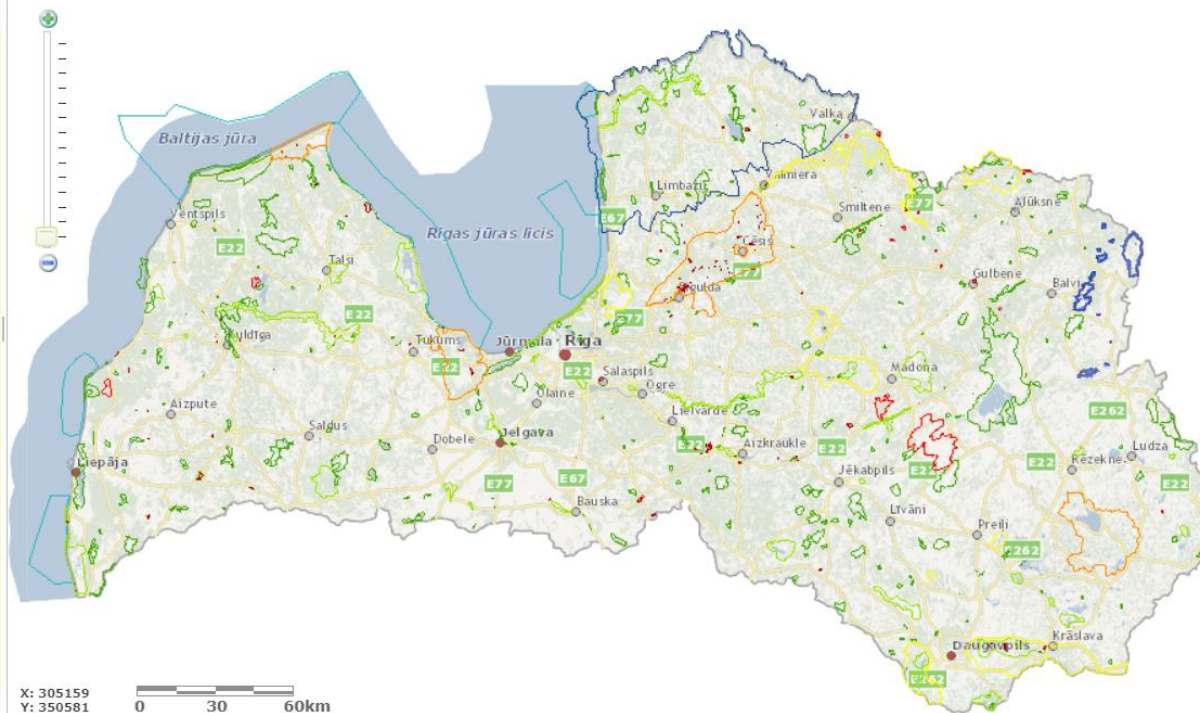 Baltijas jūra
Valka
Limbaži
Valmiera
Smiltene
E77
Alūksne
Ventspils
E67
Rīgas jūras līcis
E22
Cēsis
Talsi
E77
Gulbene
Balvi
E22
E77
Tukums
Jūrmala
Rīga
E22
E22
Salaspils
Madona
Ogre
Olaine
Aizpute
Lielvārde
E262
Saldus
Dobele
Jelgava
E22
Aizkraukle
E22
Ludza
Liepāja
E22
E22
Rēzekne
E22
Jēkabpils
E77
E67
Bauska
Līvāni
Preiļi
E262
Krāslava
Daugavpils
E262
X: 305159
Y: 350581
0 30 60km